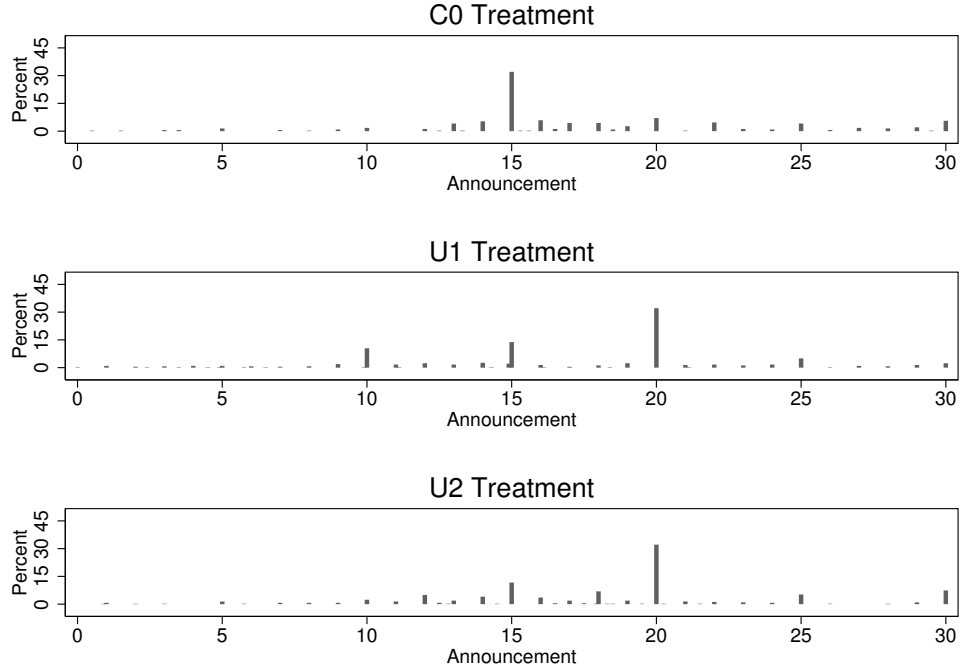 C0 Treatment
Percent
0 15 30 45
0 5 10 15 20 25 30
Announcement
U1 Treatment
Percent
0 15 30 45
0 5 10 15 20 25 30
Announcement
U2 Treatment
Percent
0 15 30 45
0 5 10 15 20 25 30
Announcement